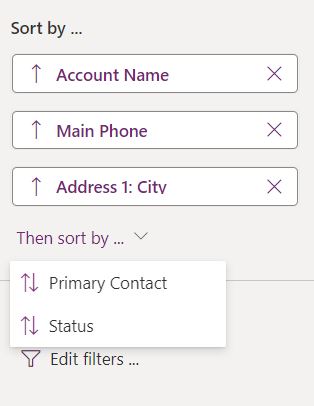 Sort by ...
Account Name
Main Phone
Address 1: City
Then sort by ...
Primary Contact
Status
Edit filters ...